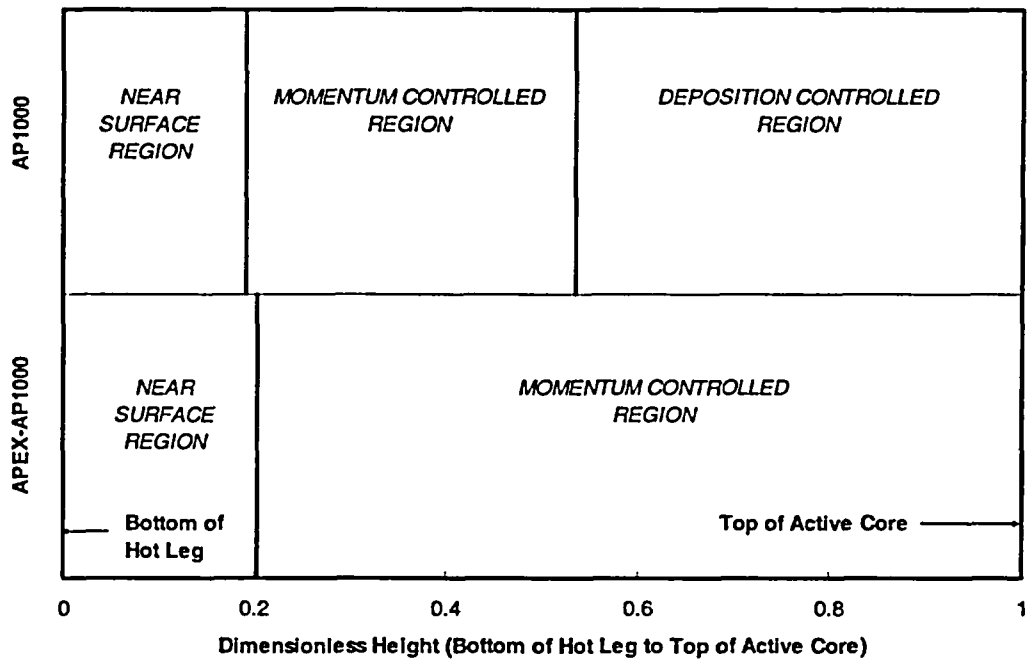 AP1000
NEAR
SURFACE
REGION
MOMENTUM CONTROLLED
REGION
DEPOSITION CONTROLLED
REGION
APEX-AP1000
NEAR
SURFACE
REGION
MOMENTUM CONTROLLED
REGION
Bottom of
Hot Leg
Top of Active Core
0 0.2 0.4 0.6 0.8 1
Dimensionless Height (Bottom of Hot Leg to Top of Active Core)